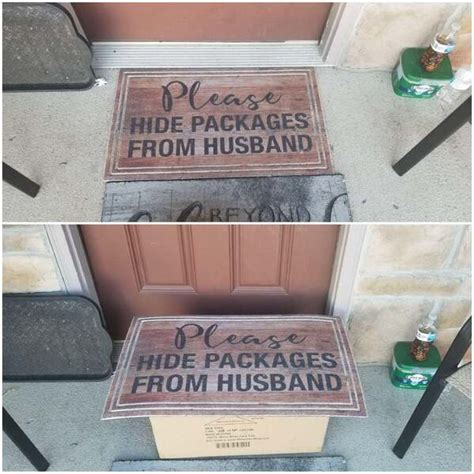 Please
HIDE PACKAGES
FROM HUSBAND
BEYOND
Please
HIDE PACKAGES
FROM HUSBAND